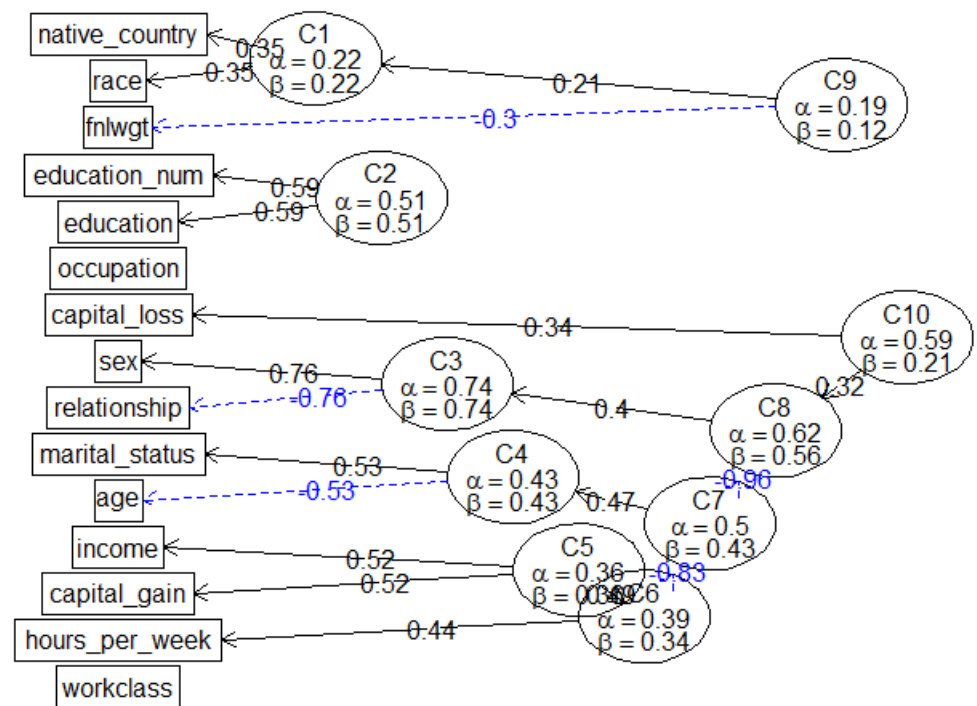 native_country
race
fnlwgt
education_num
education
occupation
capital_loss
sex
relationship
marital_status
age
income
capital_gain
hours_per_week
workclass
C1
α = 0.22
β = 0.22
C9
α = 0.19
β = 0.12
C2
α = 0.51
β = 0.51
C10
α = 0.59
β = 0.21
C3
α = 0.74
β = 0.74
C8
α = 0.62
β = 0.56
C4
α = 0.43
β = 0.43
C7
α = 0.5
β = 0.43
C5
α = 0.36
C6
α = 0.39
β = 0.34
0.35
0.35
0.21
-0.3
0.59
0.59
0.34
0.32
0.76
-0.76
0.4
0.53
-0.53
0.47
-0.96
0.52
0.52
-0.83
0.44